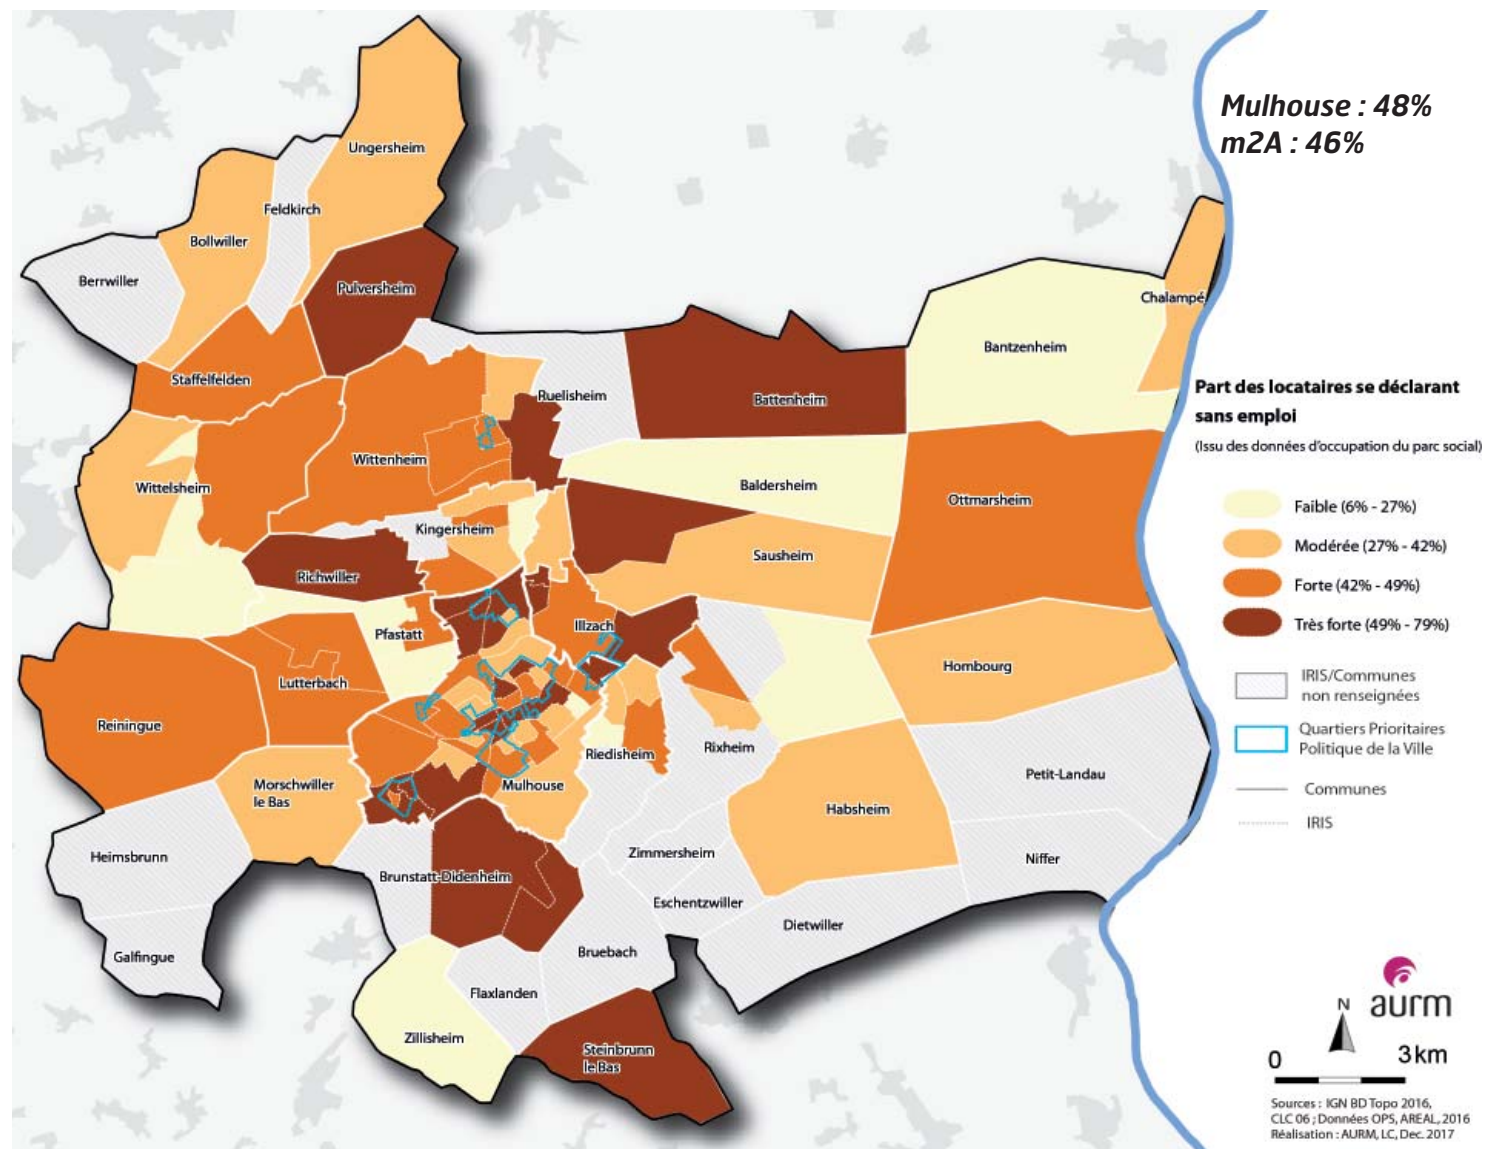 Mulhouse : 48%
m2A : 46%
Ungersheim
Feldkirch
Bollwiller
Berrwiller
Pulversheim
Chalampé
Bantzenheim
Staffelfelden
Ruelisheim
Battenheim
Wittenheim
Wittelsheim
Baldersheim
Ottmarsheim
Kingersheim
Sausheim
Richwiller
Illzach
Pfastatt
Hombourg
Lutterbach
Reiningue
Riedisheim
Rixheim
Petit-Landau
Morschwiller
le Bas
Mulhouse
Habsheim
Heimsbrunn
Zimmersheim
Niffer
Brunstatt-Didenheim
Eschentzwiller
Dietwiller
Galfingue
Bruebach
Flaxlanden
Zillisheim
Steinbrunn
le Bas
Part des locataires se déclarant
sans emploi
(Issu des données d'occupation du parc social)
Faible (6% - 27%)
Modérée (27% - 42%)
Forte (42% - 49%)
Très forte (49% - 79%)
IRIS/Communes
non renseignées
Quartiers Prioritaires
Politique de la Ville
Communes
IRIS
aurm
N
0 3 km
Sources : IGN BD Topo 2016,
CLC 06 ; Données OPS, AREAL, 2016
Réalisation : AURM, LC, Dec. 2017